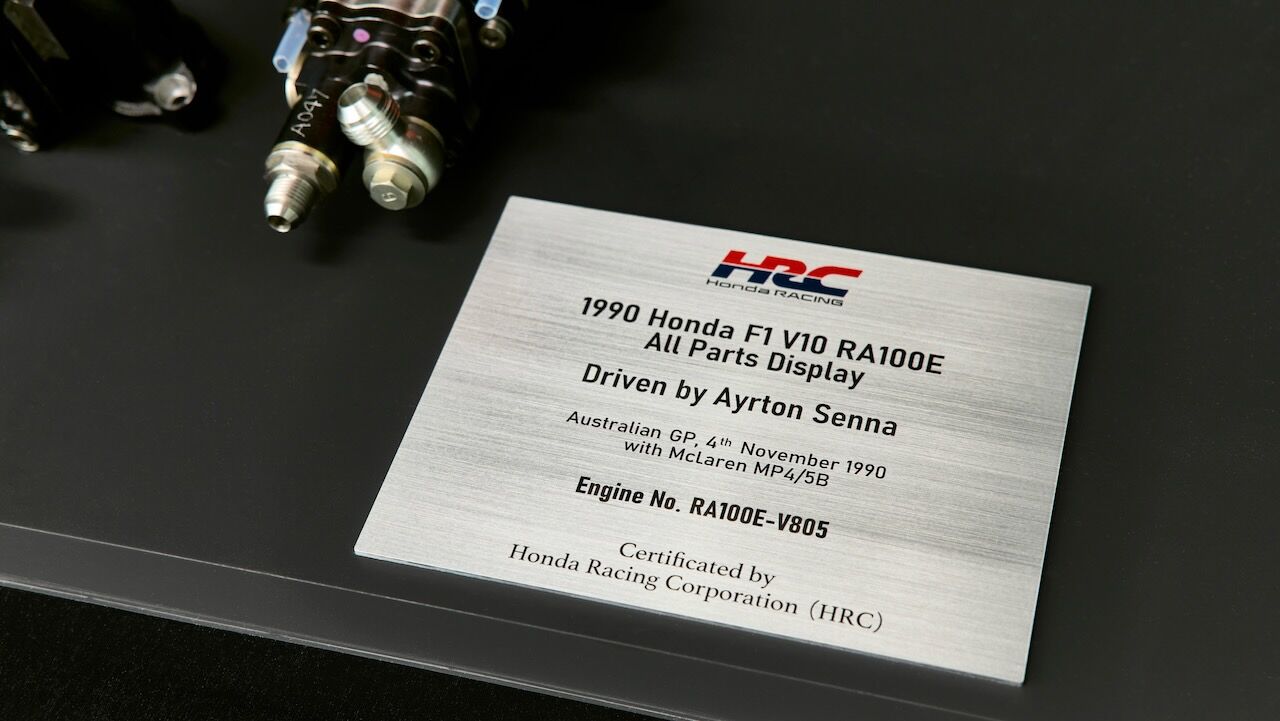 A047
HRC
Honda RACING
1990 Honda F1 V10 RA100E
All Parts Display
Driven by Ayrton Senna
Australian GP, 4th November 1990
with McLaren MP4/5B
Engine No. RA100E-V805
Certificated by
Honda Racing Corporation (HRC)